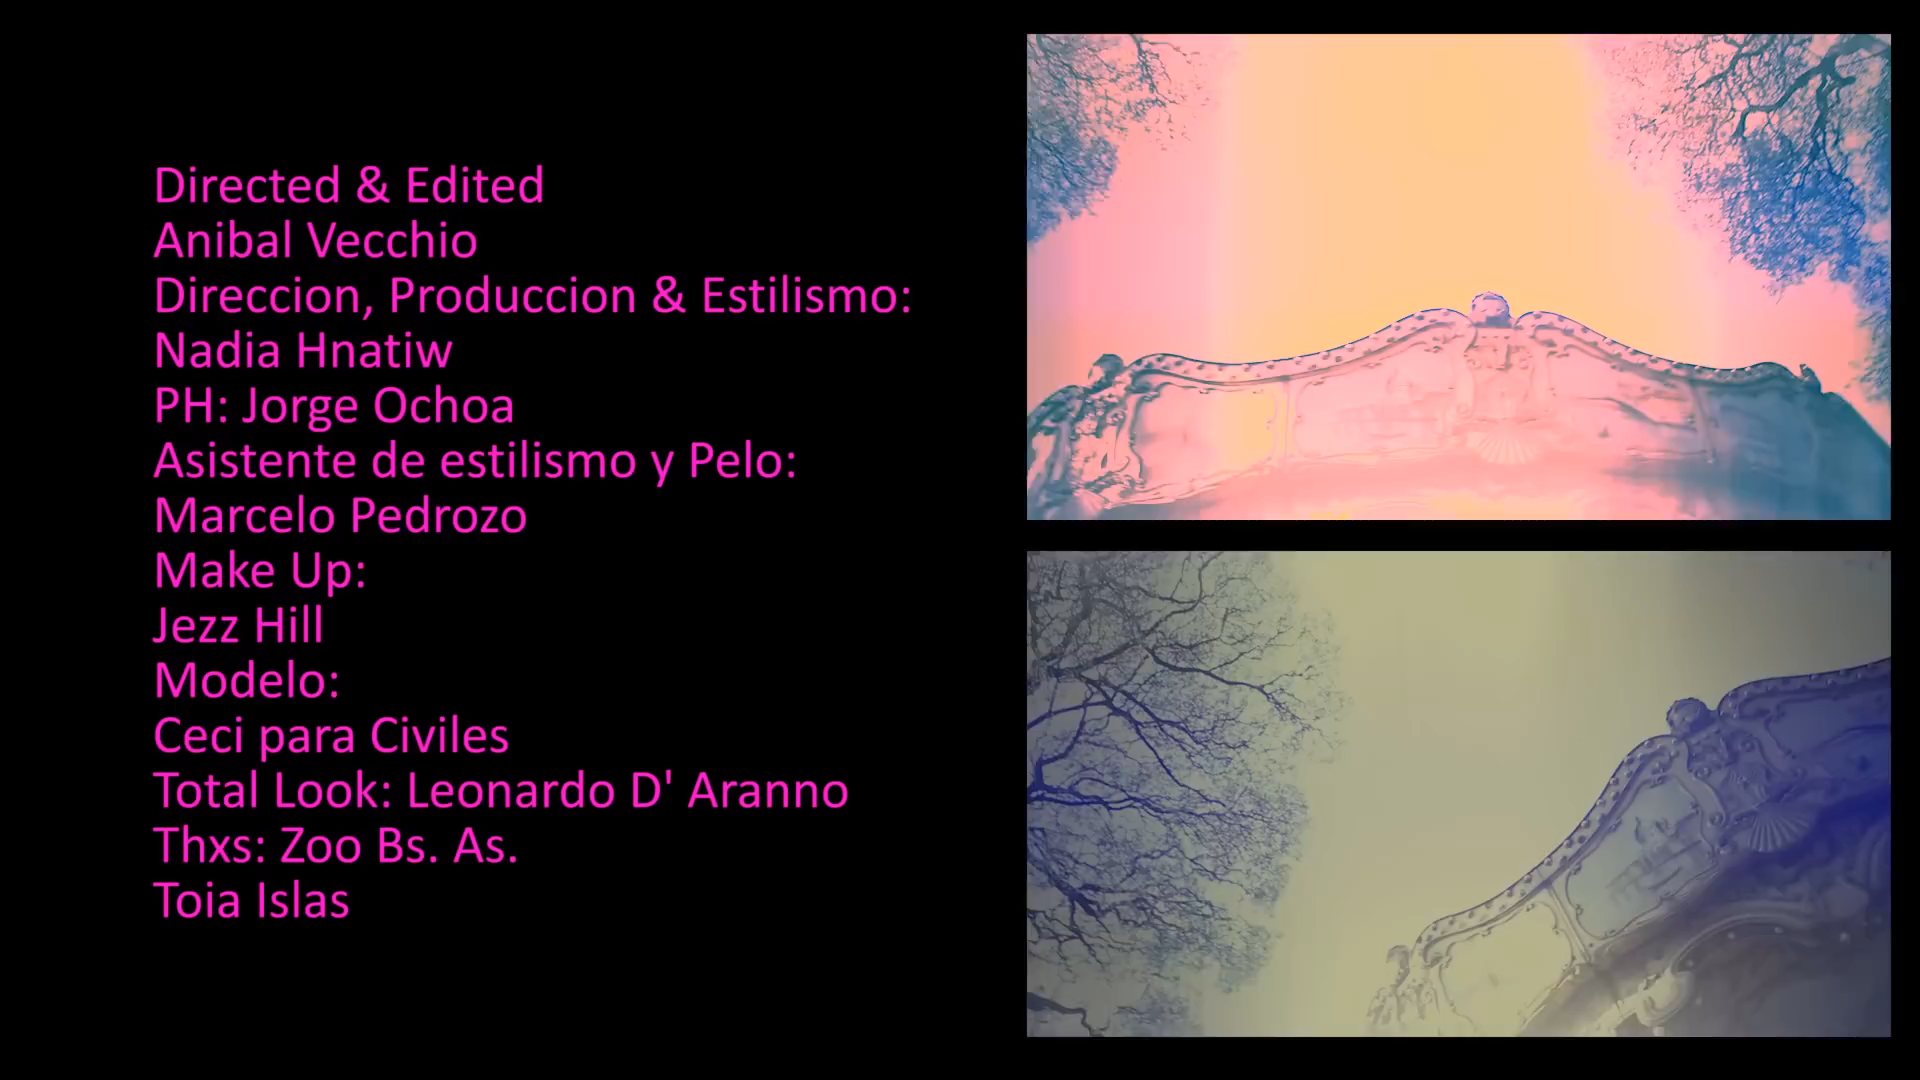 Directed & Edited
Anibal Vecchio
Direccion, Produccion & Estilismo:
Nadia Hnatiw
PH: Jorge Ochoa
Asistente de estilismo y Pelo:
Marcelo Pedrozo
Make Up:
Jezz Hill
Modelo:
Ceci para Civiles
Total Look: Leonardo D' Aranno
Thxs: Zoo Bs. As.
Toia Islas